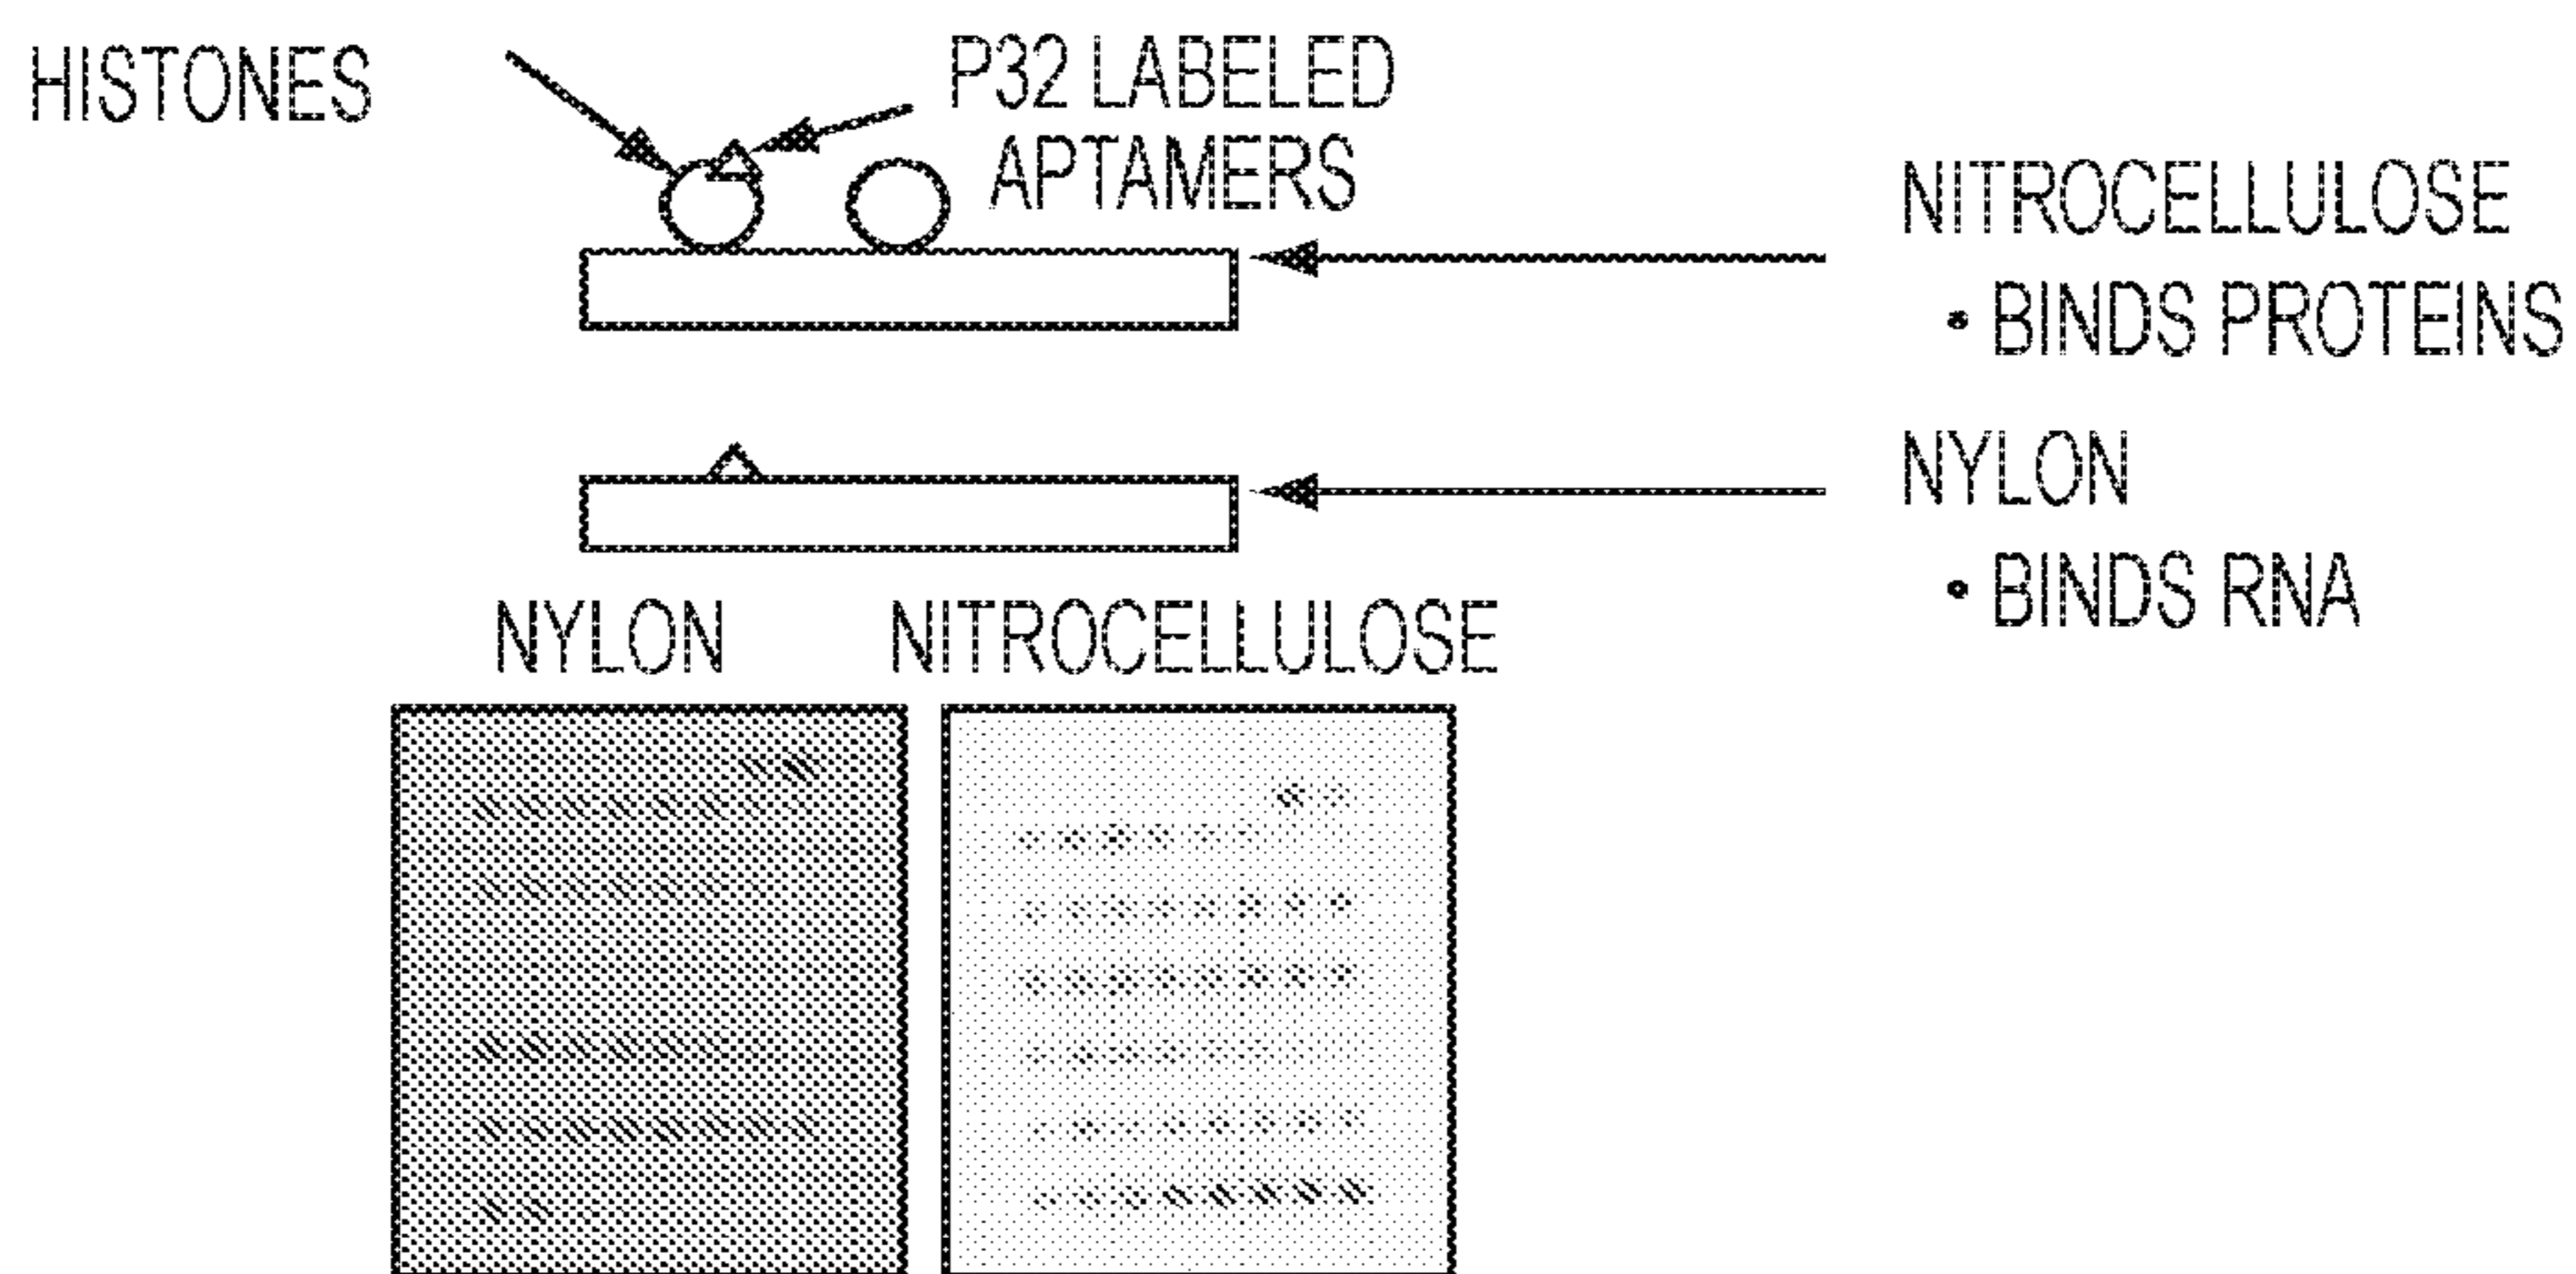 HISTONES
P32 LABELED
APTAMERS
NITROCELLULOSE
• BINDS PROTEINS
NYLON
• BINDS RNA
NYLON
NITROCELLULOSE